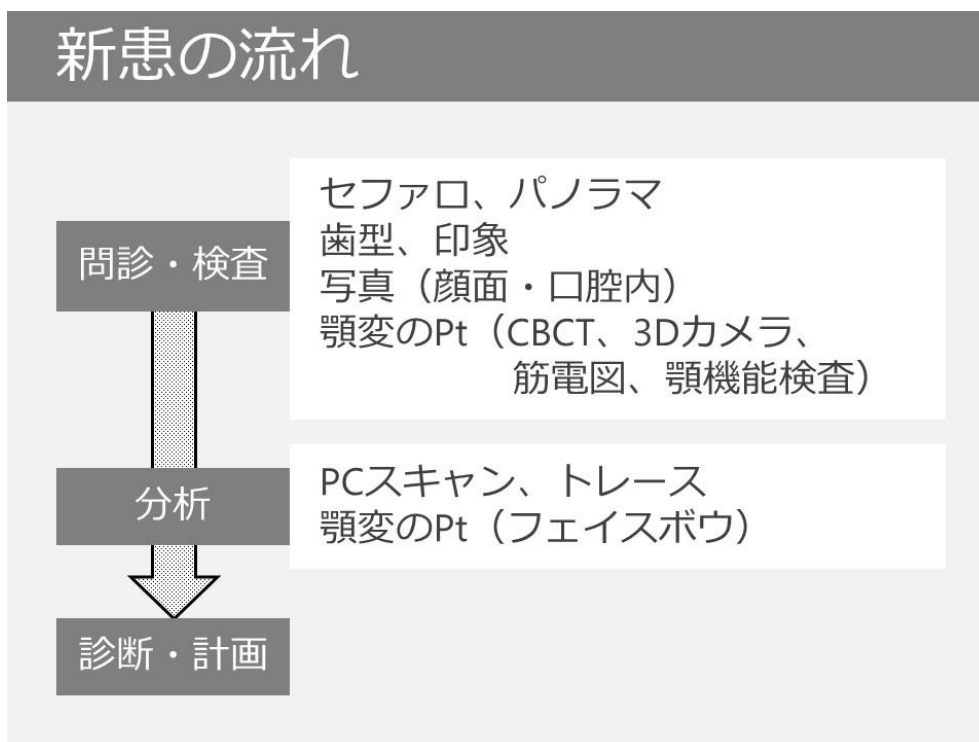 新患の流れ
問診・検査
セファロ、パノラマ
歯型、印象
写真（顔面・口腔内）
顎変のPt（CBCT、3Dカメラ、
筋電図、顎機能検査）
分析
PCスキャン、トレース
顎変のPt（フェイスボウ）
診断・計画